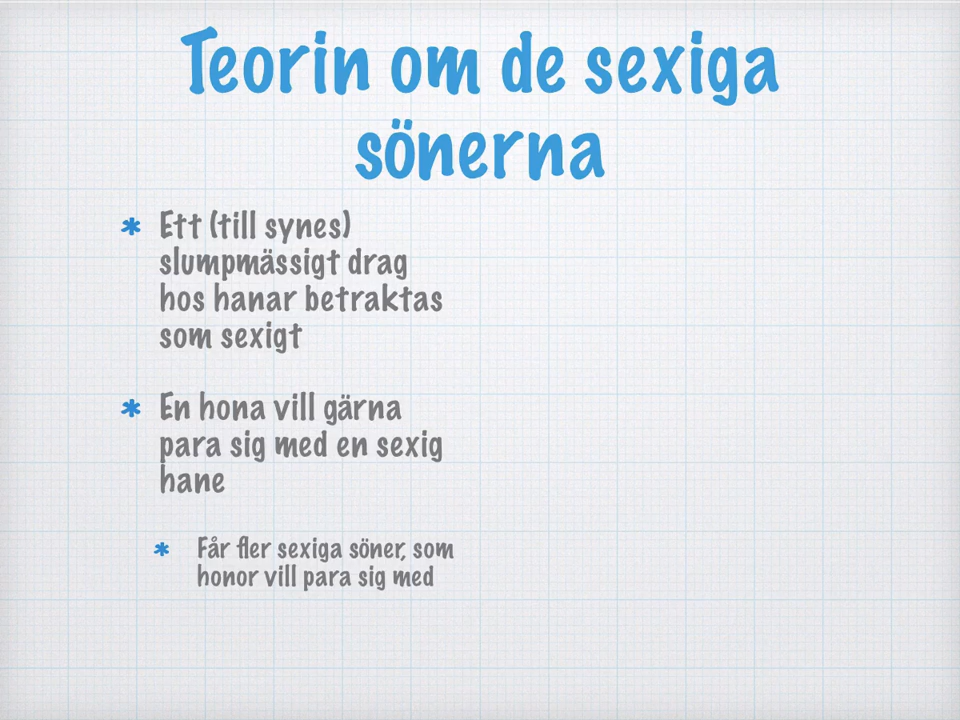 Teorin om de sexiga
sönerna
Ett (till synes)
slumpmässigt drag
hos hanar betraktas
som sexigt
En hona vill gärna
para sig med en sexig
hane
Får fler sexiga söner, som
honor vill para sig med